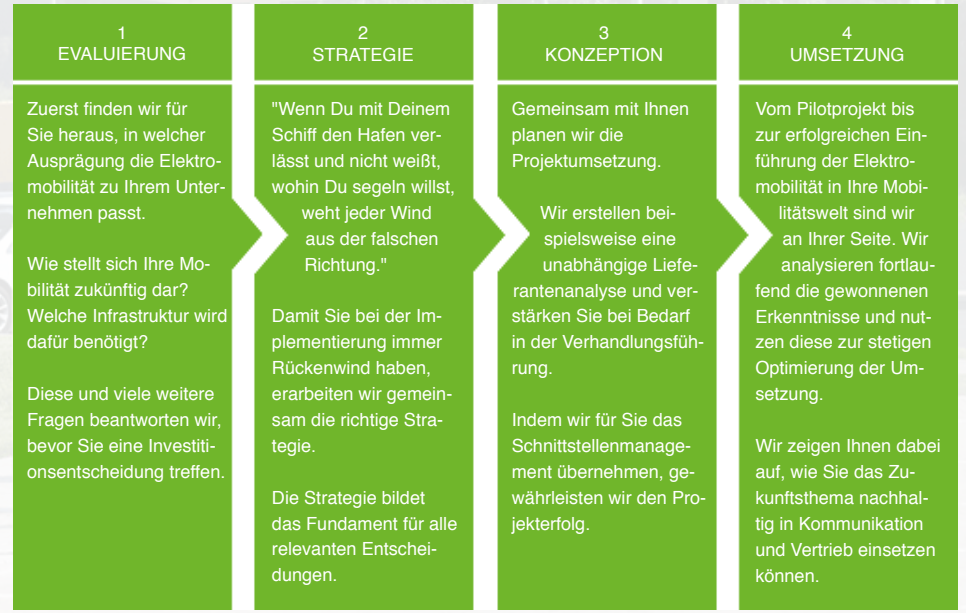 1
EVALUIERUNG
Zuerst finden wir für
Sie heraus, in welcher
Ausprägung die Elektro-
mobilität zu Ihrem Unter-
nehmen passt.
Wie stellt sich Ihre Mo-
bilität zukünftig dar?
Welche Infrastruktur wird
dafür benötigt?
Diese und viele weitere
Fragen beantworten wir,
bevor Sie eine Investiti-
onsentscheidung treffen.
2
STRATEGIE
"Wenn Du mit Deinem
Schiff den Hafen ver-
lässt und nicht weißt,
wohin Du segeln willst,
weht jeder Wind
aus der falschen
Richtung."
Damit Sie bei der Im-
plementierung immer
Rückenwind haben,
erarbeiten wir gemein-
sam die richtige Stra-
tegie.
Die Strategie bildet
das Fundament für alle
relevanten Entschei-
dungen.
3
KONZEPTION
Gemeinsam mit Ihnen
planen wir die
Projektumsetzung.
Wir erstellen bei-
spielsweise eine
unabhängige Liefe-
rantenanalyse und ver-
stärken Sie bei Bedarf
in der Verhandlungsfüh-
rung.
Indem wir für Sie das
Schnittstellenmanage-
ment übernehmen, ge-
währleisten wir den Pro-
jekterfolg.
4
UMSETZUNG
Vom Pilotprojekt bis
zur erfolgreichen Ein-
führung der Elektro-
mobilität in Ihre Mobi-
litätswelt sind wir
an Ihrer Seite. Wir
analysieren fortlau-
fend die gewonnenen
Erkenntnisse und nut-
zen diese zur stetigen
Optimierung der Um-
setzung.
Wir zeigen Ihnen dabei
auf, wie Sie das Zu-
kunftsthema nachhal-
tig in Kommunikation
und Vertrieb einsetzen
können.